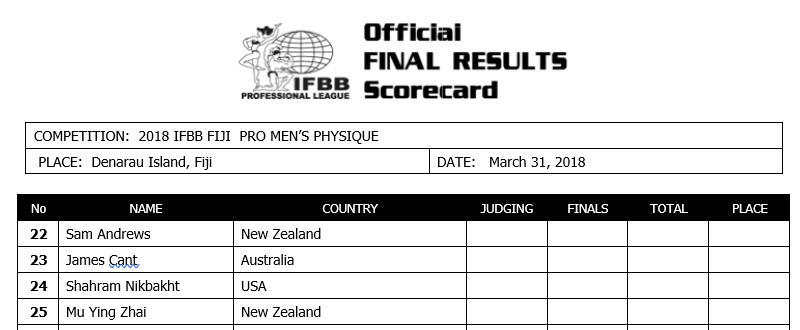 Official
FINAL RESULTS
Scorecard
IFBB
PROFESSIONAL LEAGUE
COMPETITION: 2018 IFBB FIJI PRO MEN'S PHYSIQUE
PLACE: Denarau Island, Fiji DATE: March 31, 2018
No NAME COUNTRY JUDGING FINALS TOTAL PLACE
22 Sam Andrews New Zealand
23 James Cant Australia
24 Shahram Nikbakht USA
25 Mu Ying Zhai New Zealand